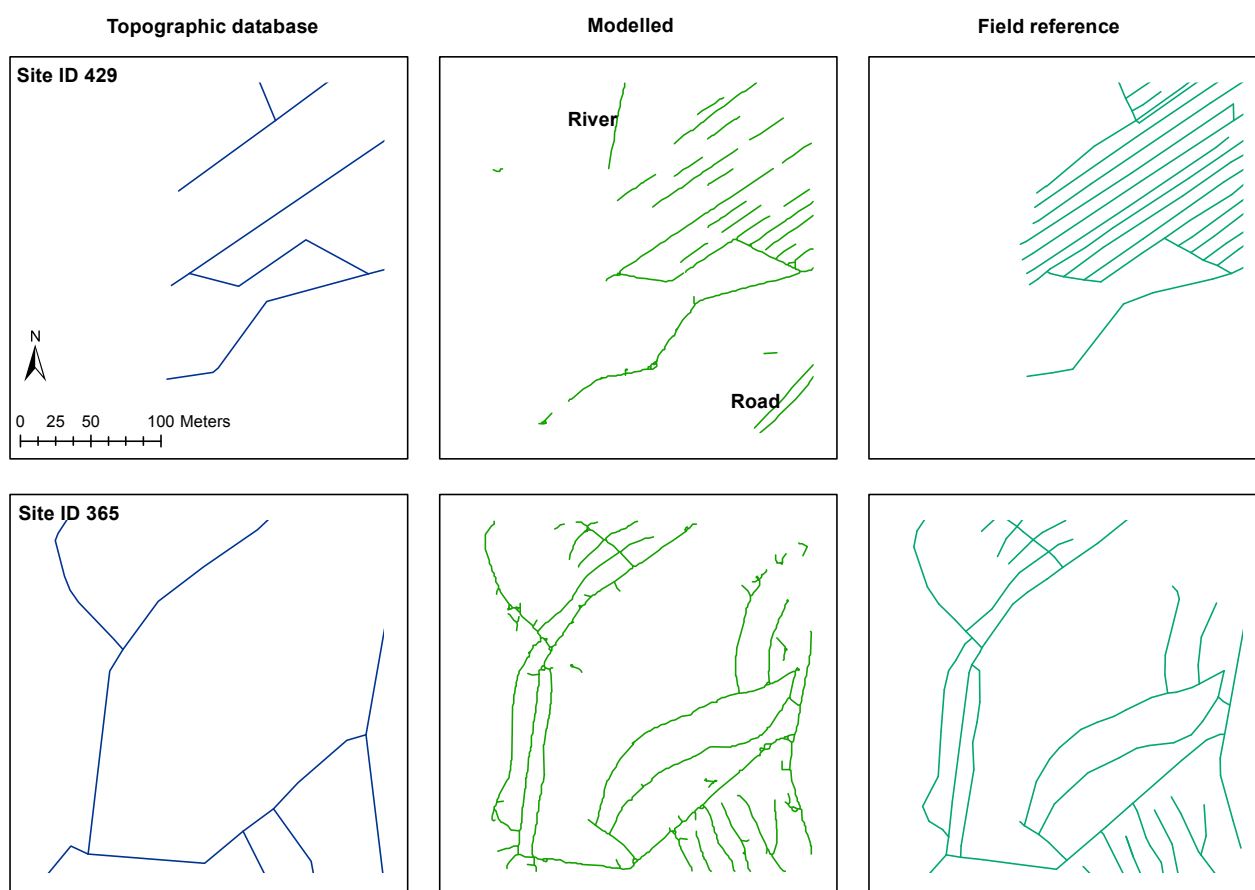 Topographic database
Modelled
Field reference
Site ID 429
River
N
0 25 50 100 Meters
Road
Site ID 365